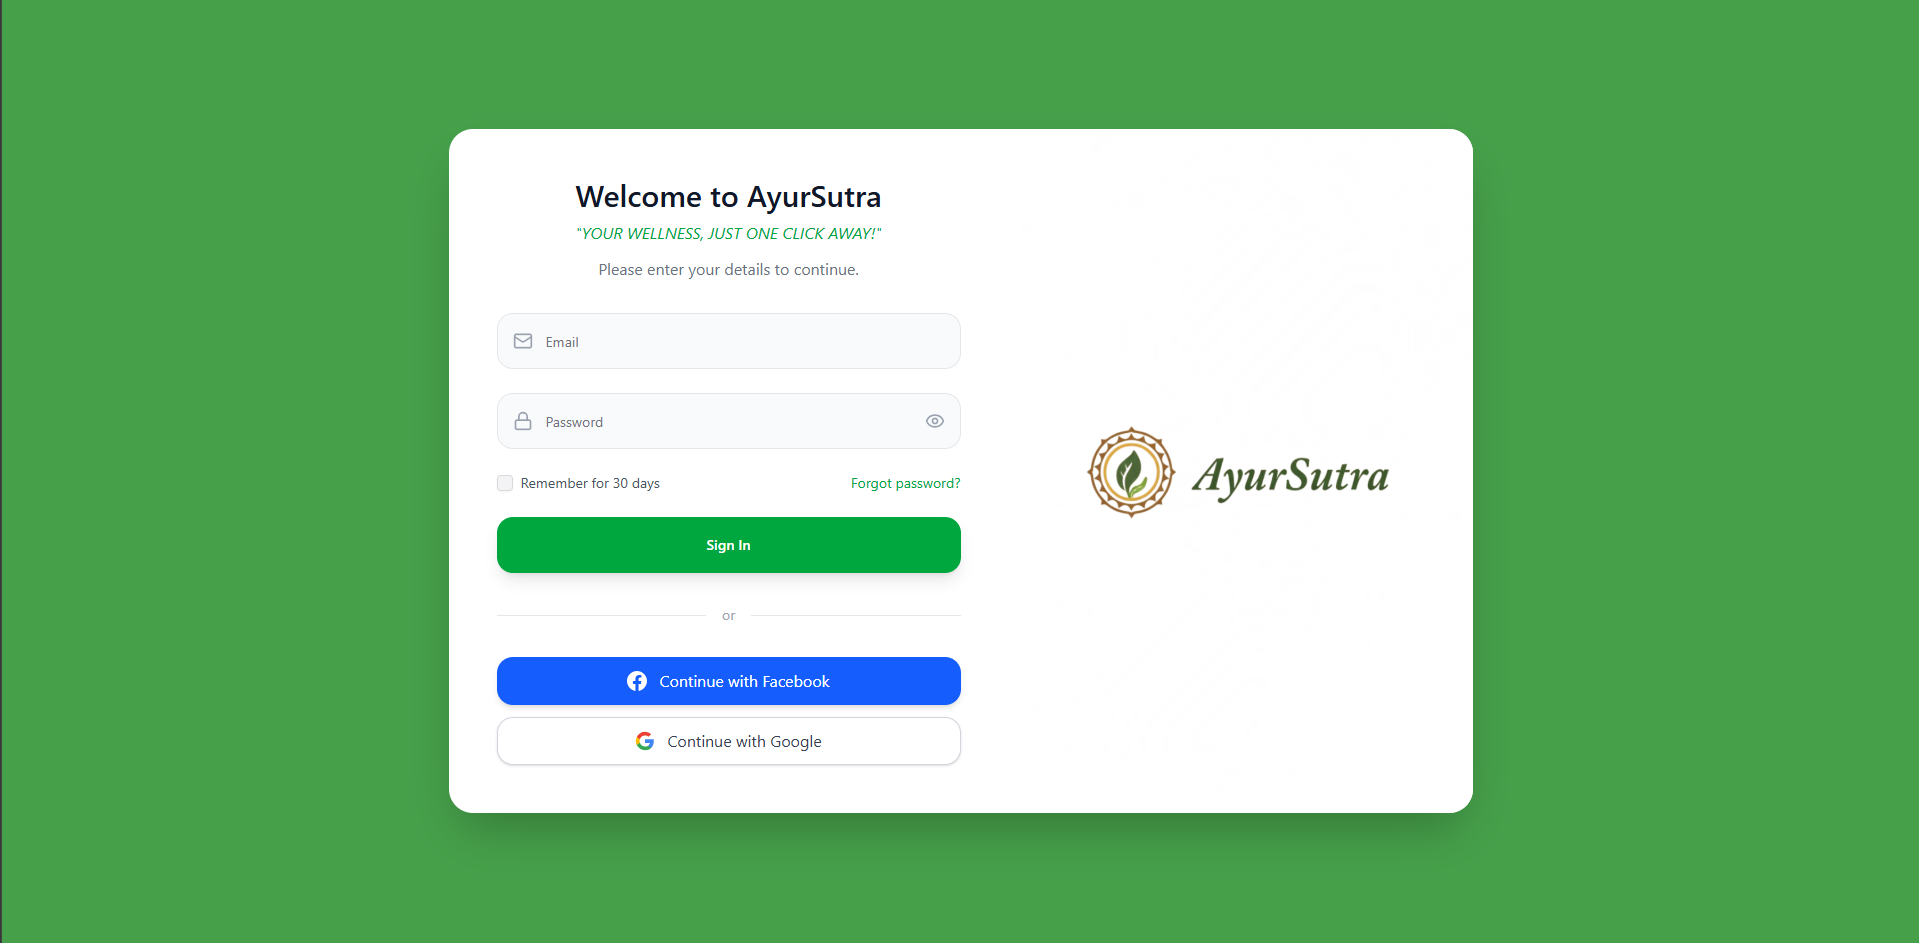 Welcome to AyurSutra
"YOUR WELLNESS, JUST ONE CLICK AWAY!"
Please enter your details to continue.
Email
Password
Remember for 30 days
Forgot password?
Sign In
or
Continue with Facebook
Continue with Google
AyurSutra